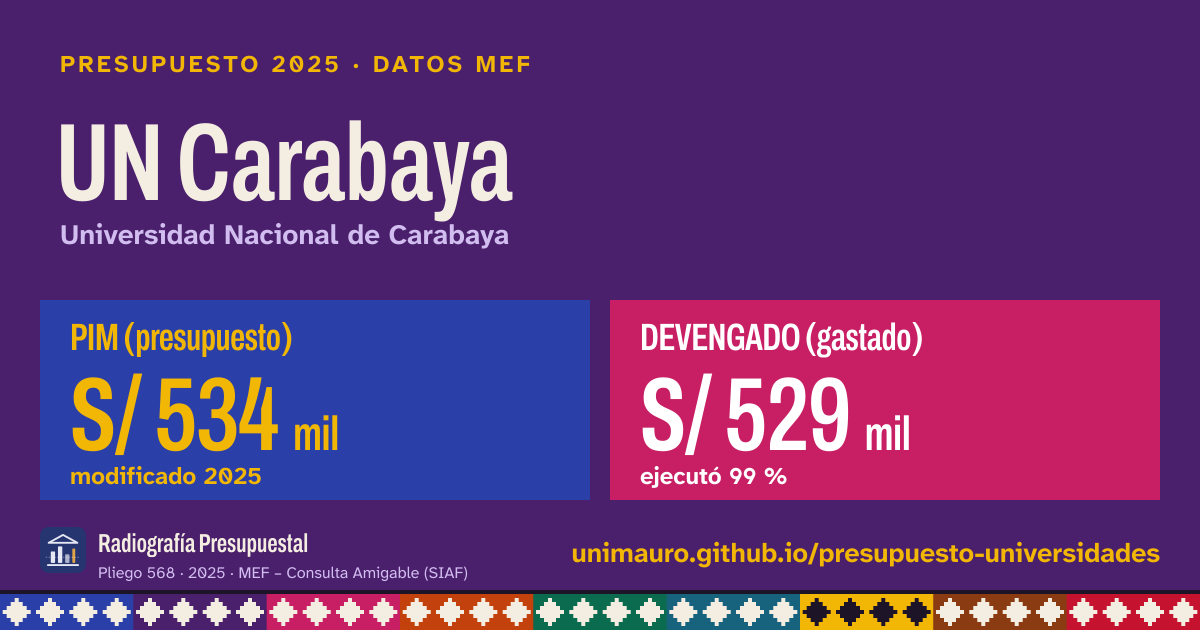 PRESUPUESTO 2025 · DATOS MEF
UN Carabaya
Universidad Nacional de Carabaya
PIM (presupuesto)
S/ 534 mil
modificado 2025
DEVENGADO (gastado)
S/ 529 mil
ejecutó 99 %
Radiografía Presupuestal
Pliego 568 · 2025 · MEF – Consulta Amigable (SIAF)
unimauro.github.io/presupuesto-universidades